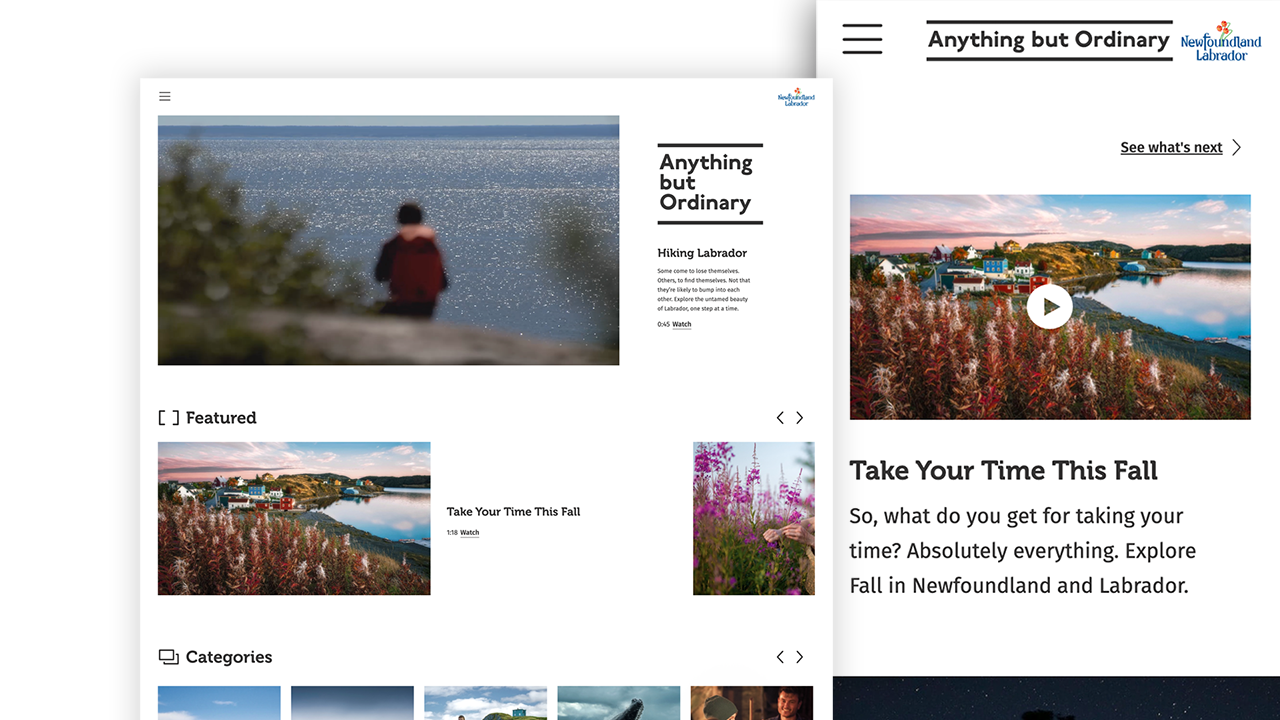 Newfoundland
Labrador
Anything
but
Ordinary
Hiking Labrador
Some come to lose themselves.
Others, to find themselves. Not that
they're likely to bump into each
other. Explore the untamed beauty
of Labrador, one step at a time.
0:45 Watch
Featured
Take Your Time This Fall
1:18 Watch
Categories
Anything but Ordinary
Newfoundland
Labrador
See what's next
Take Your Time This Fall
So, what do you get for taking your
time? Absolutely everything. Explore
Fall in Newfoundland and Labrador.